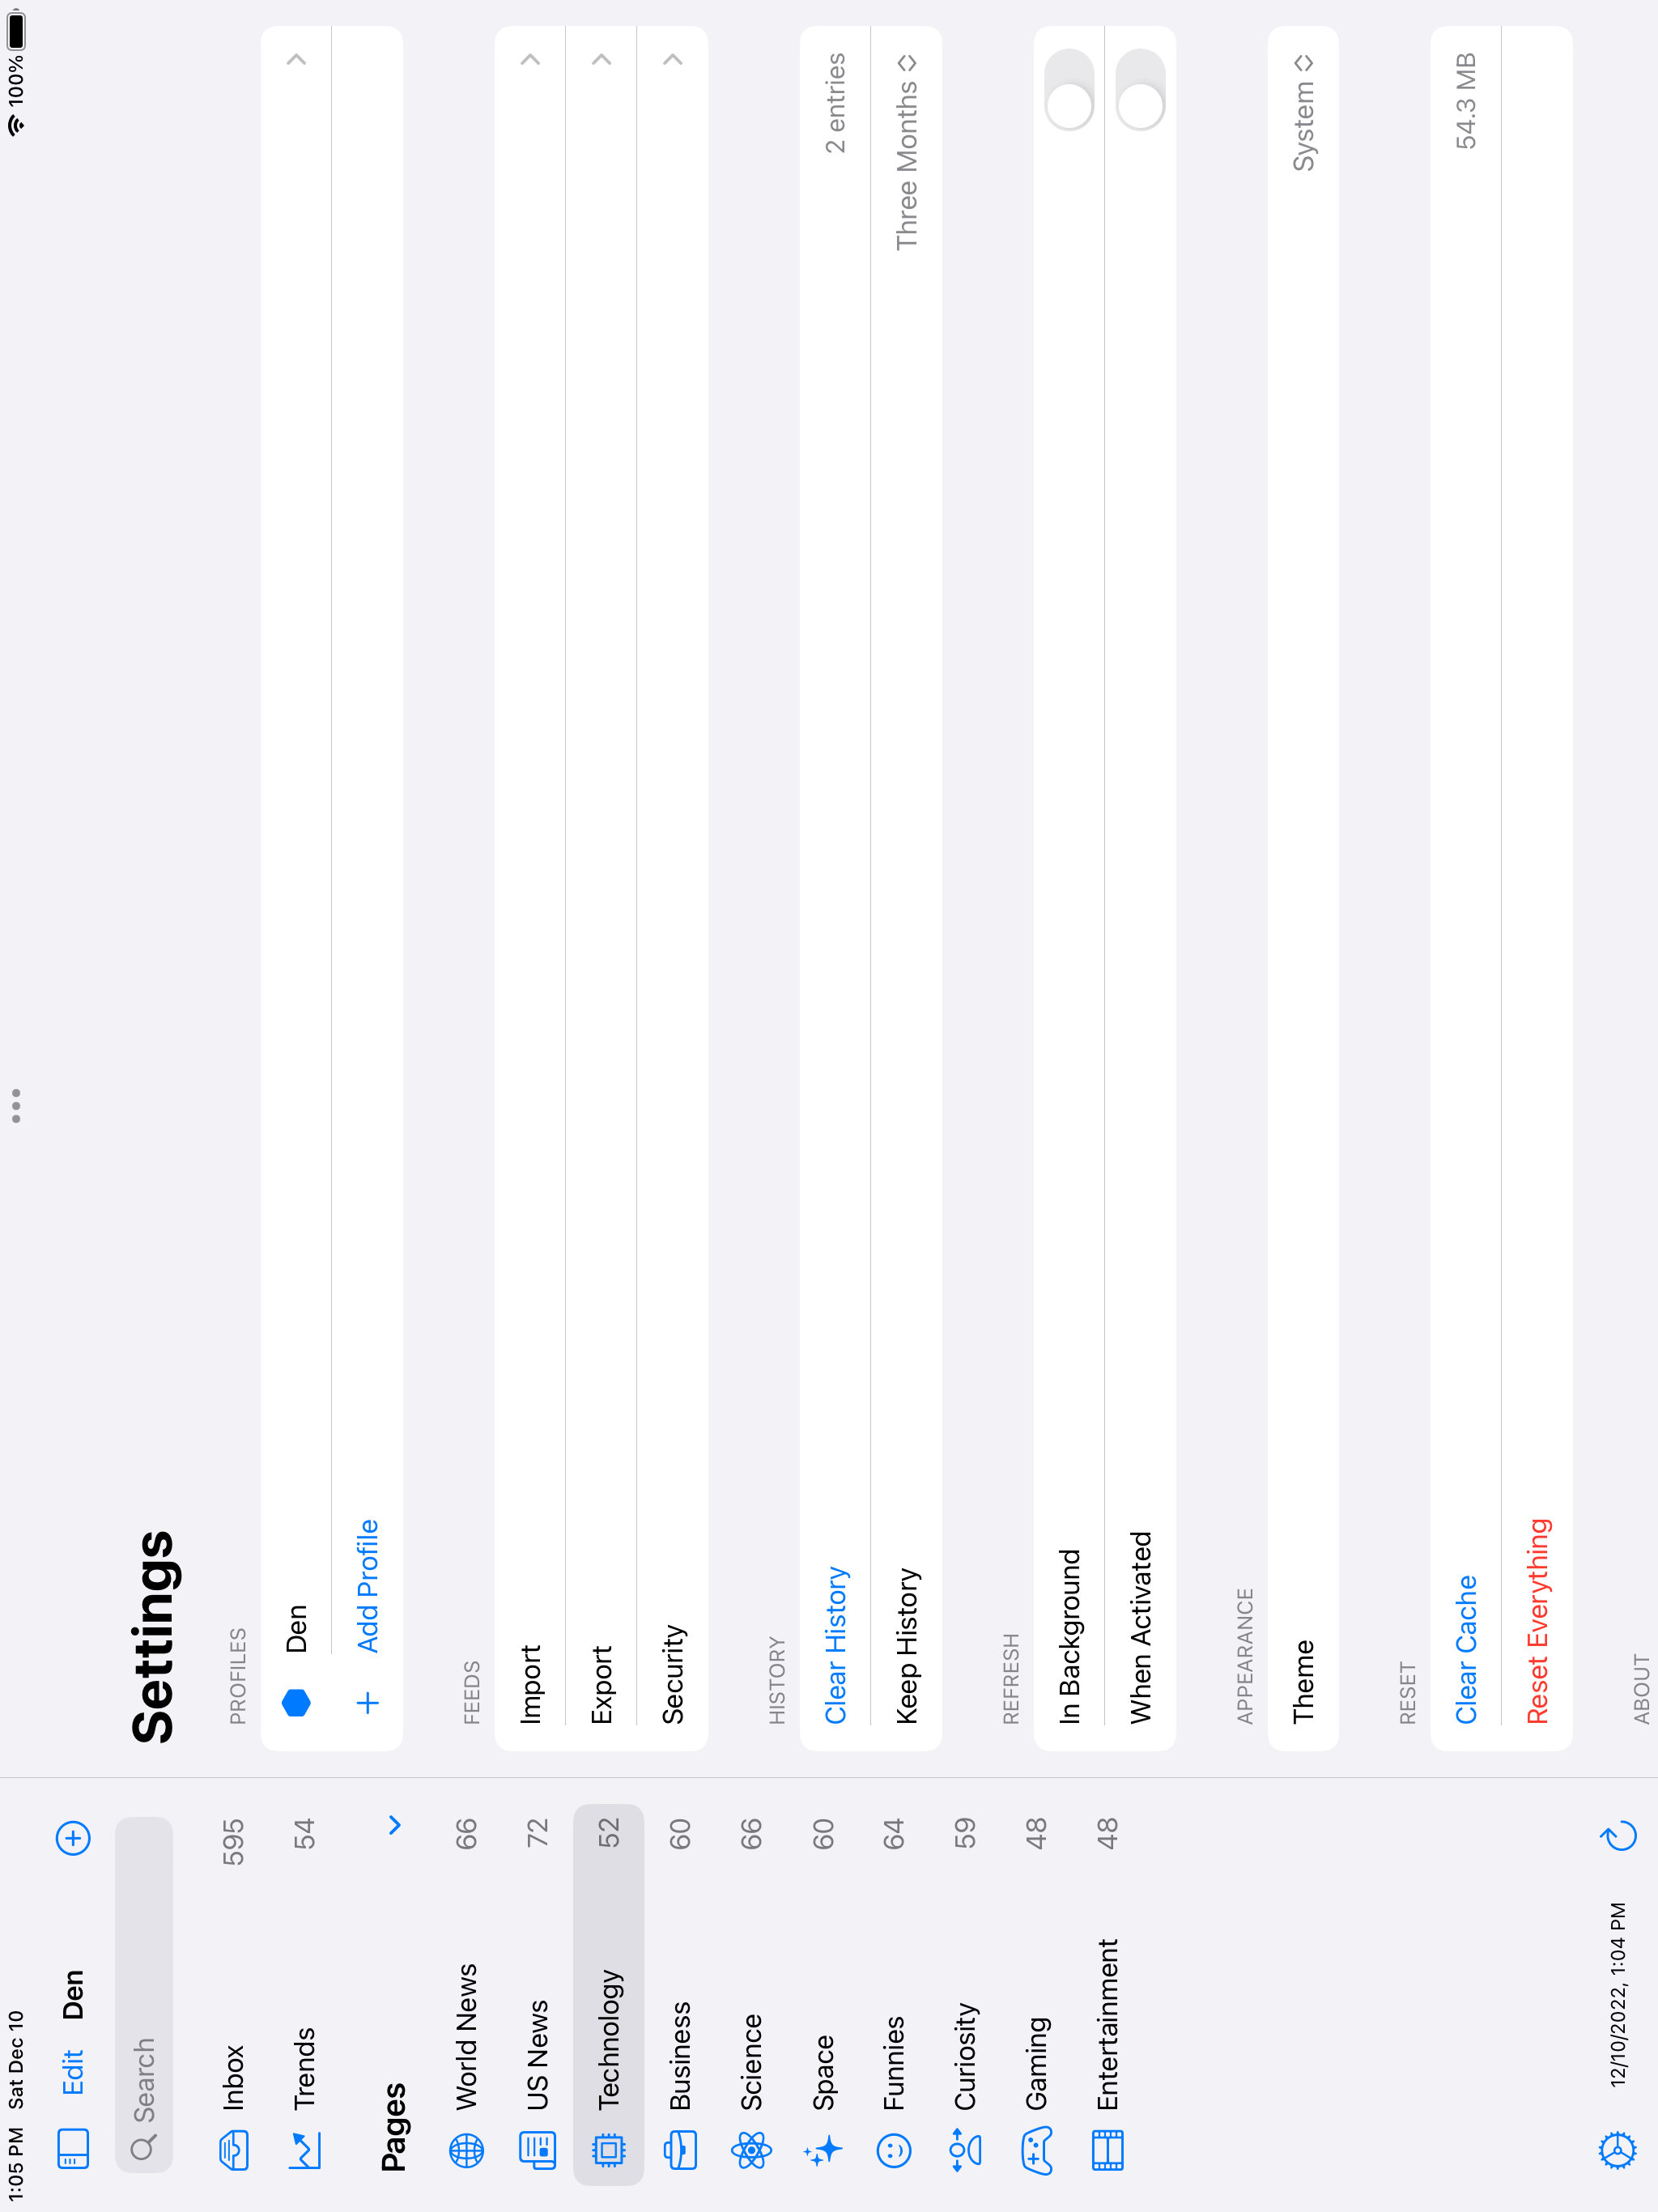 1:05 PM Sat Dec 10
100%
Edit Den
Search
Inbox 595
Trends 54
Pages
World News 66
US News 72
Technology 52
Business 60
Science 66
Space 60
Funnies 64
Curiosity 59
Gaming 48
Entertainment 48
12/10/2022, 1:04 PM
Settings
PROFILES
Den
Add Profile
FEEDS
Import
Export
Security
HISTORY
Clear History 2 entries
Keep History Three Months
REFRESH
In Background
When Activated
APPEARANCE
Theme System
RESET
Clear Cache 54.3 MB
Reset Everything
ABOUT